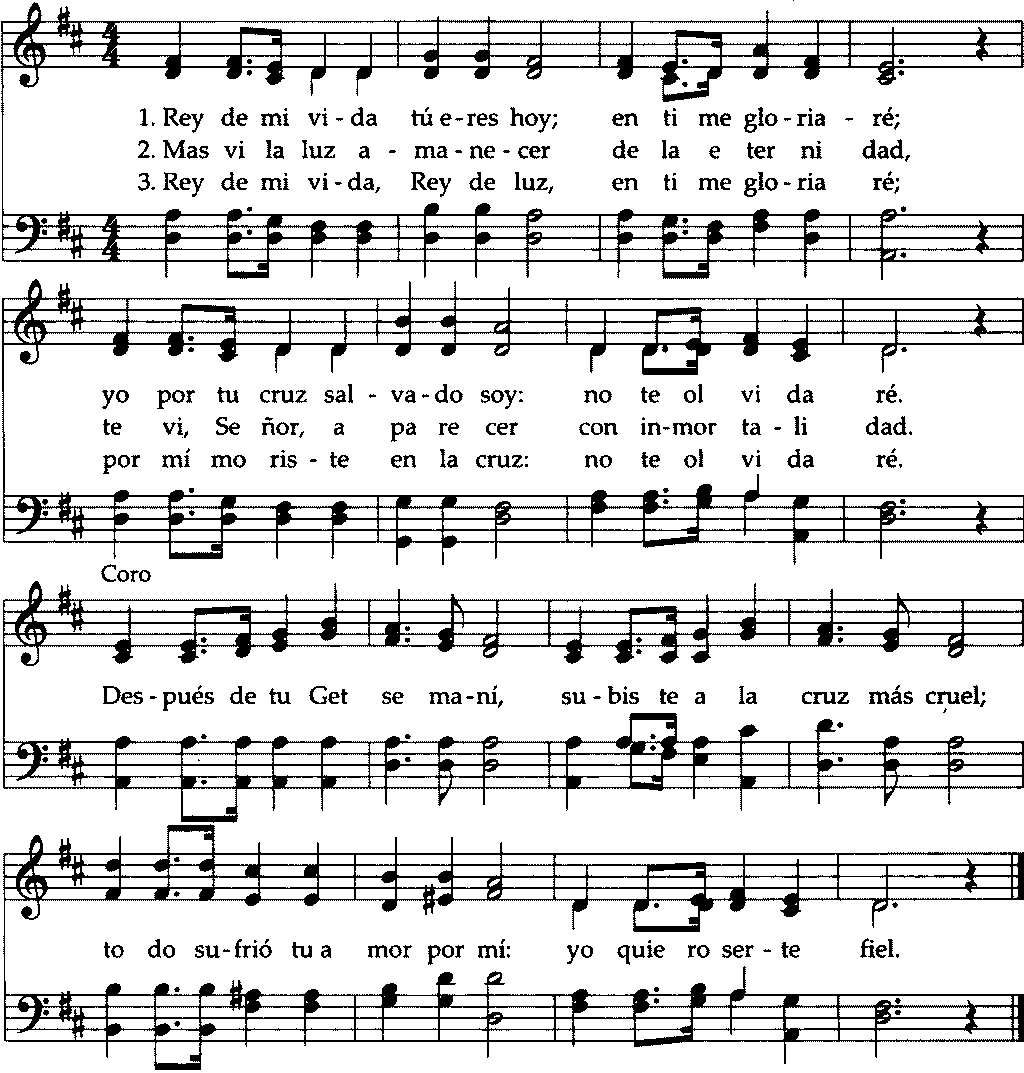 1. Rey de mi vi - da tú e - res hoy; en ti me glo - ria - ré;
2. Mas vi la luz a - ma - ne - cer de la e ter ni dad,
3. Rey de mi vi - da, Rey de luz, en ti me glo - ria ré;
yo por tu cruz sal - va - do soy: no te ol vi da ré.
te vi, Se ñor, a pa re cer con in - mor ta - li dad.
por mí mo ris - te en la cruz: no te ol vi da ré.
Coro
Des - pués de tu Get se ma - ní, su - bis te a la cruz más cruel;
to do su - frió tu a mor por mí: yo quie ro ser - te fiel.